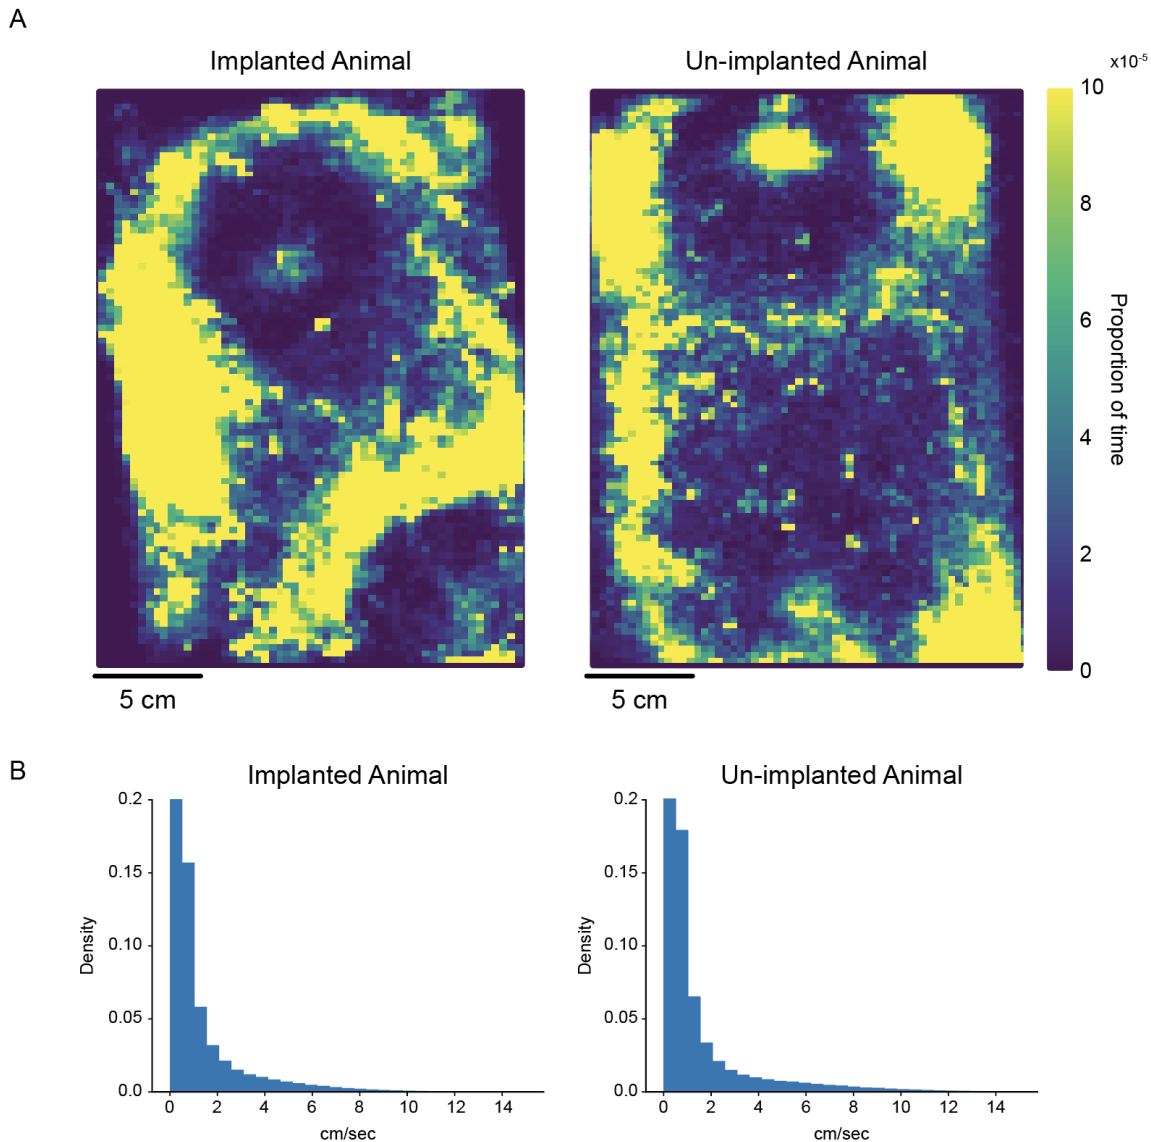 A
Implanted Animal
Un-implanted Animal
x10-5
10
8
6
4
2
0
Proportion of time
5 cm
5 cm
B
Implanted Animal
Un-implanted Animal
0.2
0.15
0.10
0.05
0.0
Density
0 2 4 6 8 10 12 14
cm/sec
0.2
0.15
0.10
0.05
0.0
Density
0 2 4 6 8 10 12 14
cm/sec